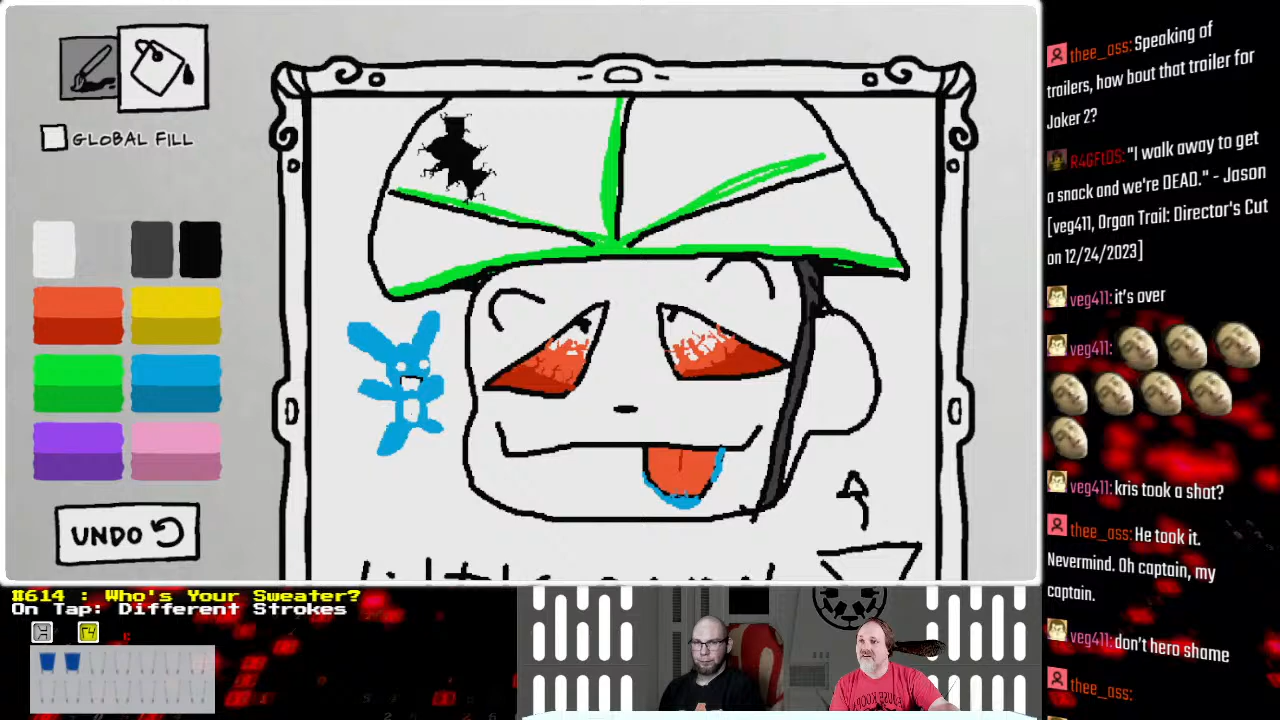 GLOBAL FILL
UNDO
#614 : Who's Your Sweater?
On Tap: Different Strokes
thee_ass: Speaking of
trailers, how bout that trailer for
Joker 2?
R4GFtOS: "I walk away to get
a snack and we're DEAD." - Jason
[veg411, Organ Trail: Director's Cut
on 12/24/2023]
veg411: it's over
veg411:
veg411: kris took a shot?
thee_ass: He took it.
Nevermind. Oh captain, my
captain.
veg411: don't hero shame
thee_ass: